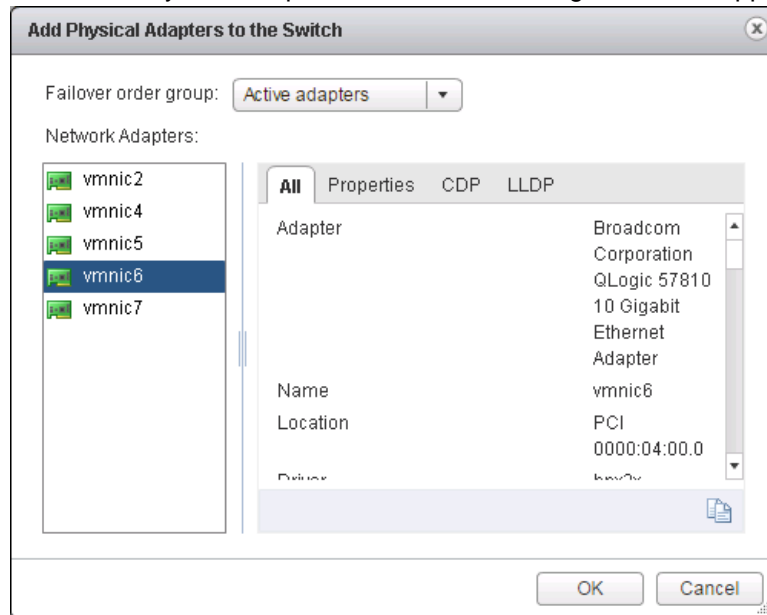 Add Physical Adapters to the Switch
Failover order group: Active adapters
Network Adapters:
vmnic2
vmnic4
vmnic5
vmnic6
vmnic7
All Properties CDP LLDP
Adapter Broadcom
Corporation
QLogic 57810
10 Gigabit
Ethernet
Adapter
Name vmnic6
Location PCI
0000:04:00.0
OK Cancel